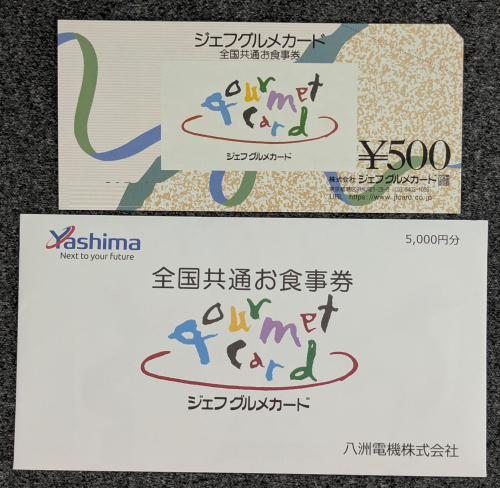 ジェフグルメカード
全国共通お食事券
gourmet
card
ジェフグルメカード
¥500
株式会社 ジェフグルメカード
URL https://www.jfcard.co.jp
Yashima
Next to your future
5,000円分
全国共通お食事券
gourmet
card
ジェフグルメカード
八洲電機株式会社